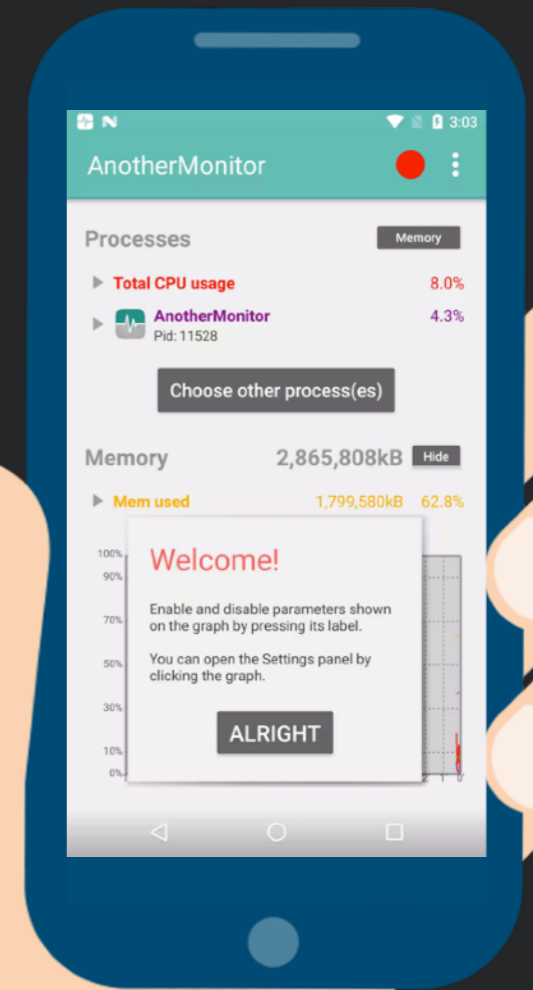 3:03
AnotherMonitor
Processes
Memory
Total CPU usage 8.0%
AnotherMonitor 4.3%
Pid: 11528
Choose other process(es)
Memory 2,865,808kB Hide
Mem used 1,799,580kB 62.8%
Welcome!
Enable and disable parameters shown
on the graph by pressing its label.
You can open the Settings panel by
clicking the graph.
ALRIGHT
100%
90%
70%
50%
30%
10%
0%
1 0